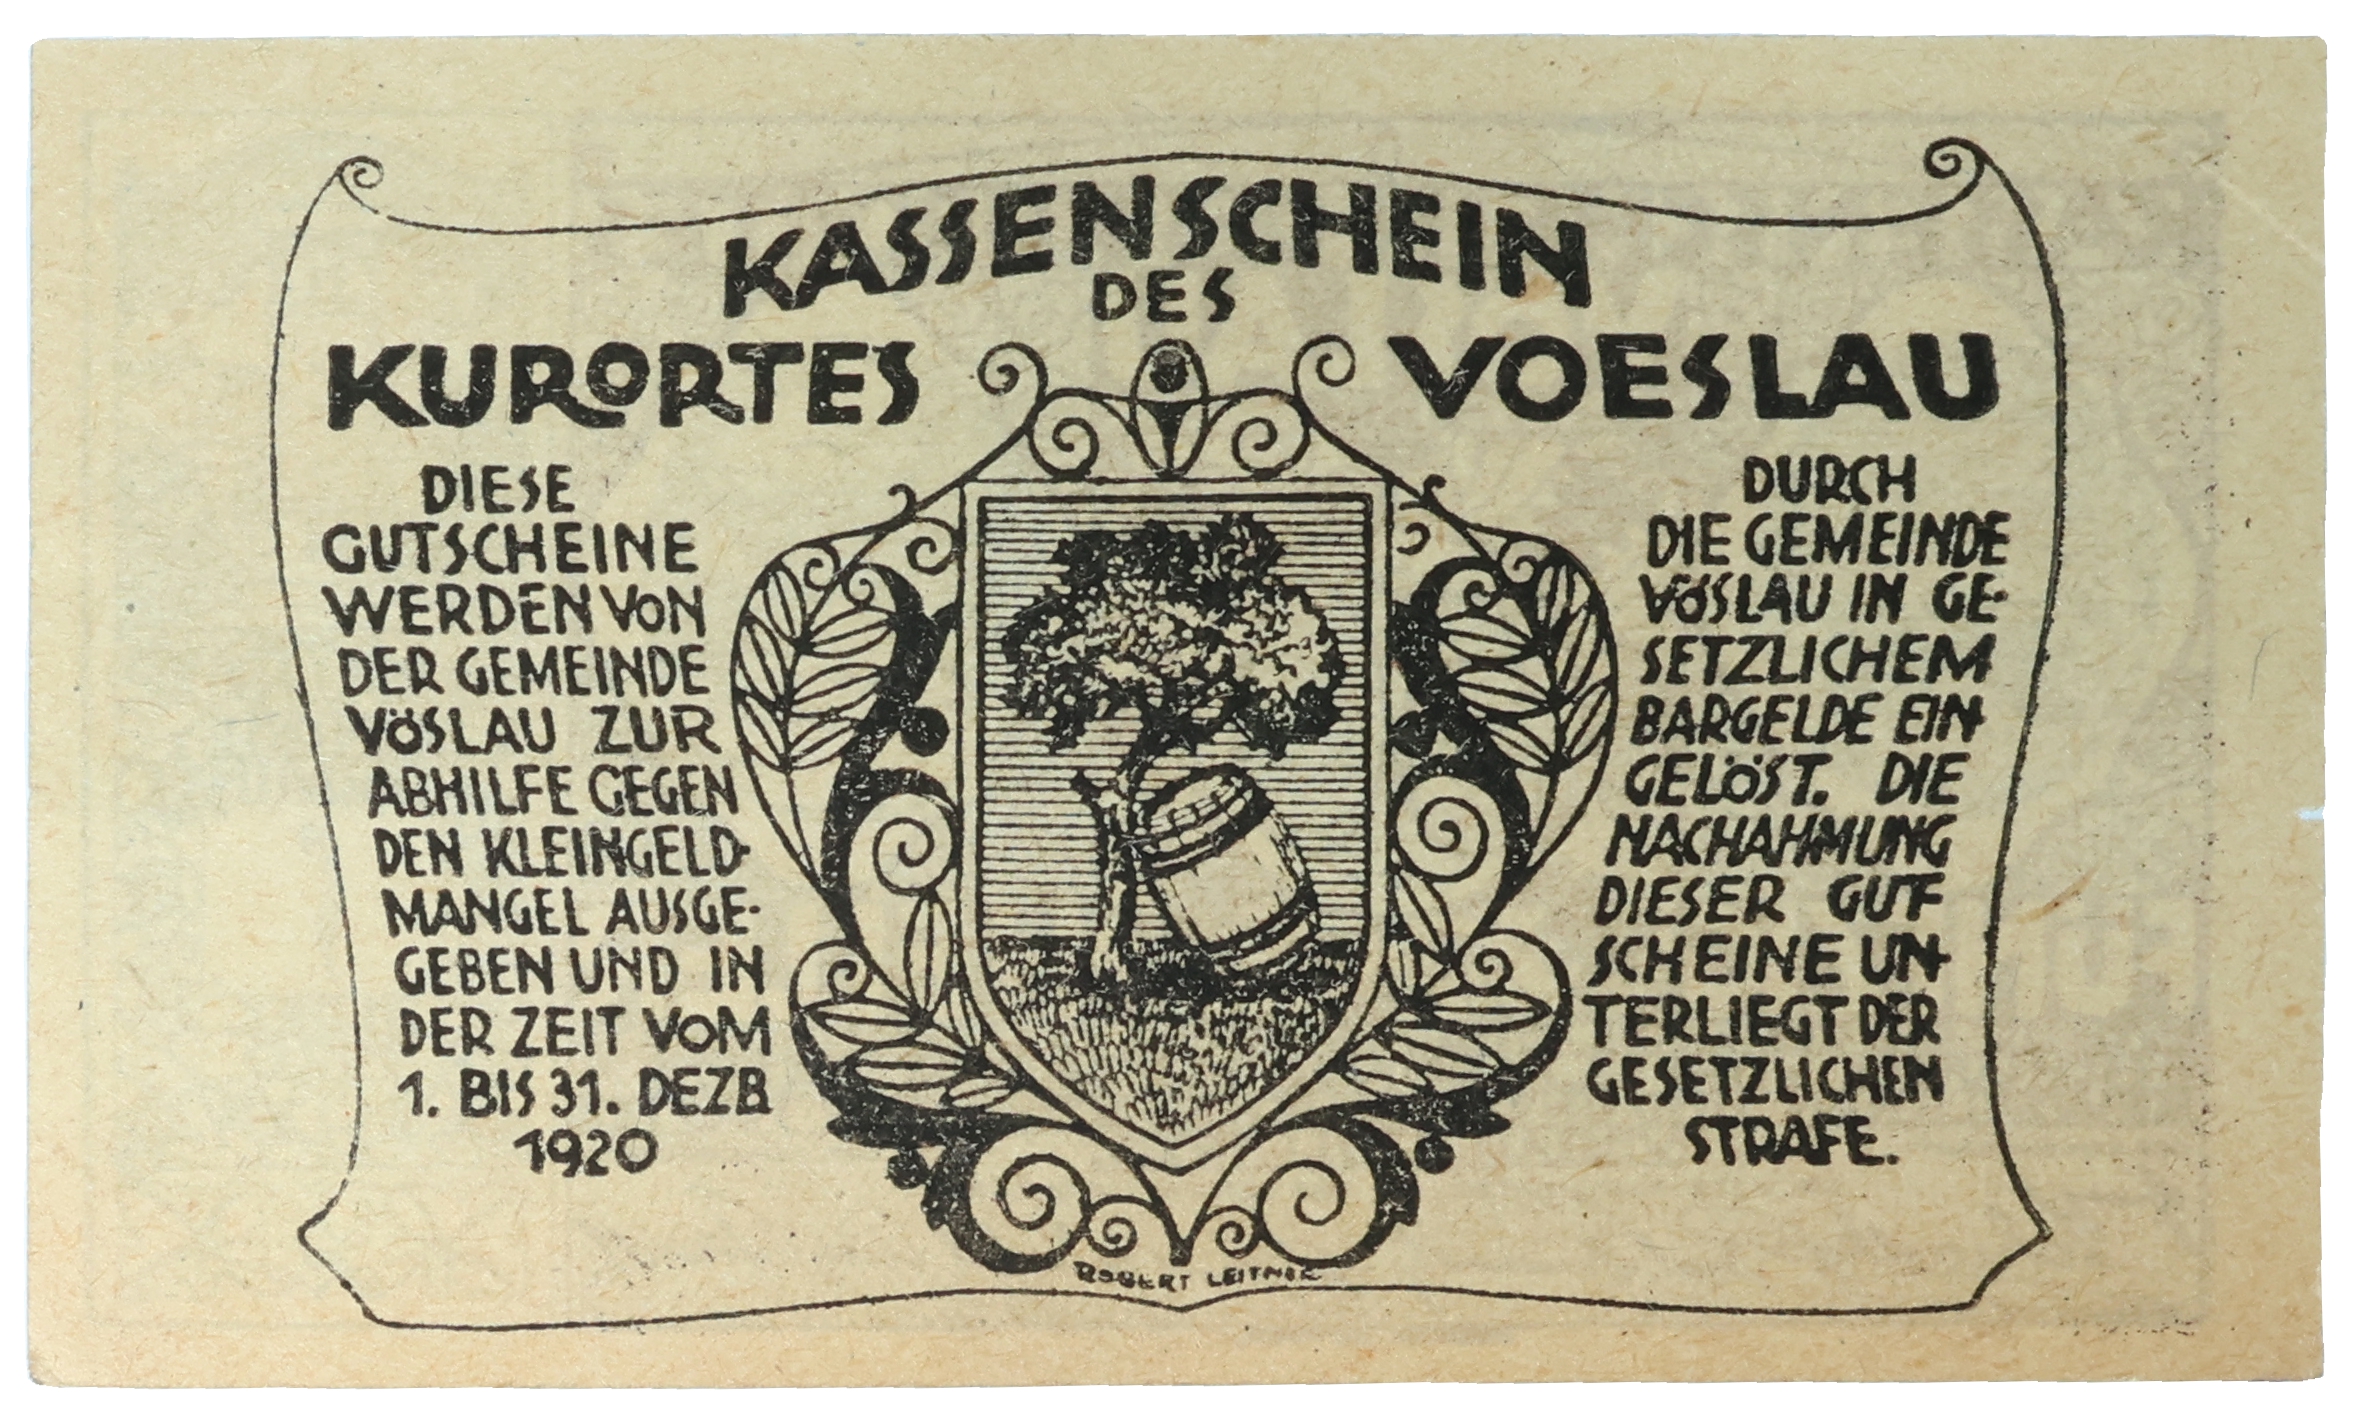 KASSENSCHEIN
DES
KURORTES VOESLAU
DIESE
GUTSCHEINE
WERDEN VON
DER GEMEINDE
VÖSLAU ZUR
ABHILFE GEGEN
DEN KLEINGELD-
MANGEL AUSGE-
GEBEN UND IN
DER ZEIT VOM
1. BIS 31. DEZB
1920
DURCH
DIE GEMEINDE
VÖSLAU IN GE-
SETZLICHEM
BARGELDE EIN-
GELÖST. DIE
NACHAHMUNG
DIESER GUT-
SCHEINE UN-
TERLIEGT DER
GESETZLICHEN
STRAFE.
ROBERT LEITNER